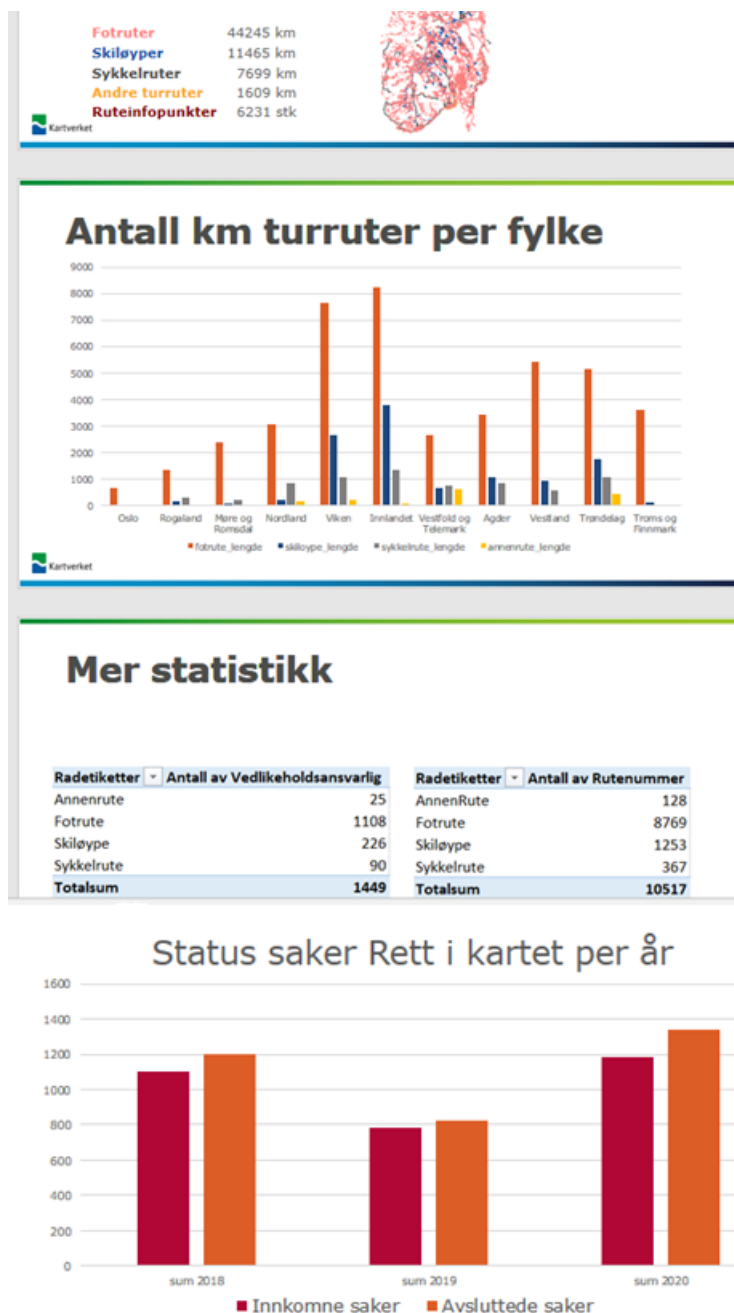 Fotruter 44245 km
Skiløyper 11465 km
Sykkelruter 7699 km
Andre turruter 1609 km
Ruteinfopunkter 6231 stk
Kartverket
Antall km turruter per fylke
9000
8000
7000
6000
5000
4000
3000
2000
1000
0
Oslo Rogaland Møre og Romsdal Nordland Viken Innlandet Vestfold og Telemark Agder Vestland Trøndelag Troms og Finnmark
fotrute_lengde skiloype_lengde sykkelrute_lengde annenrute_lengde
Kartverket
Mer statistikk
Radetiketter Antall av Vedlikeholdsansvarlig
Annenrute 25
Fotrute 1108
Skiløype 226
Sykkelrute 90
Totalsum 1449
Radetiketter Antall av Rutenummer
AnnenRute 128
Fotrute 8769
Skiløype 1253
Sykkelrute 367
Totalsum 10517
Status saker Rett i kartet per år
1600
1400
1200
1000
800
600
400
200
0
sum 2018 sum 2019 sum 2020
Innkomne saker Avsluttede saker